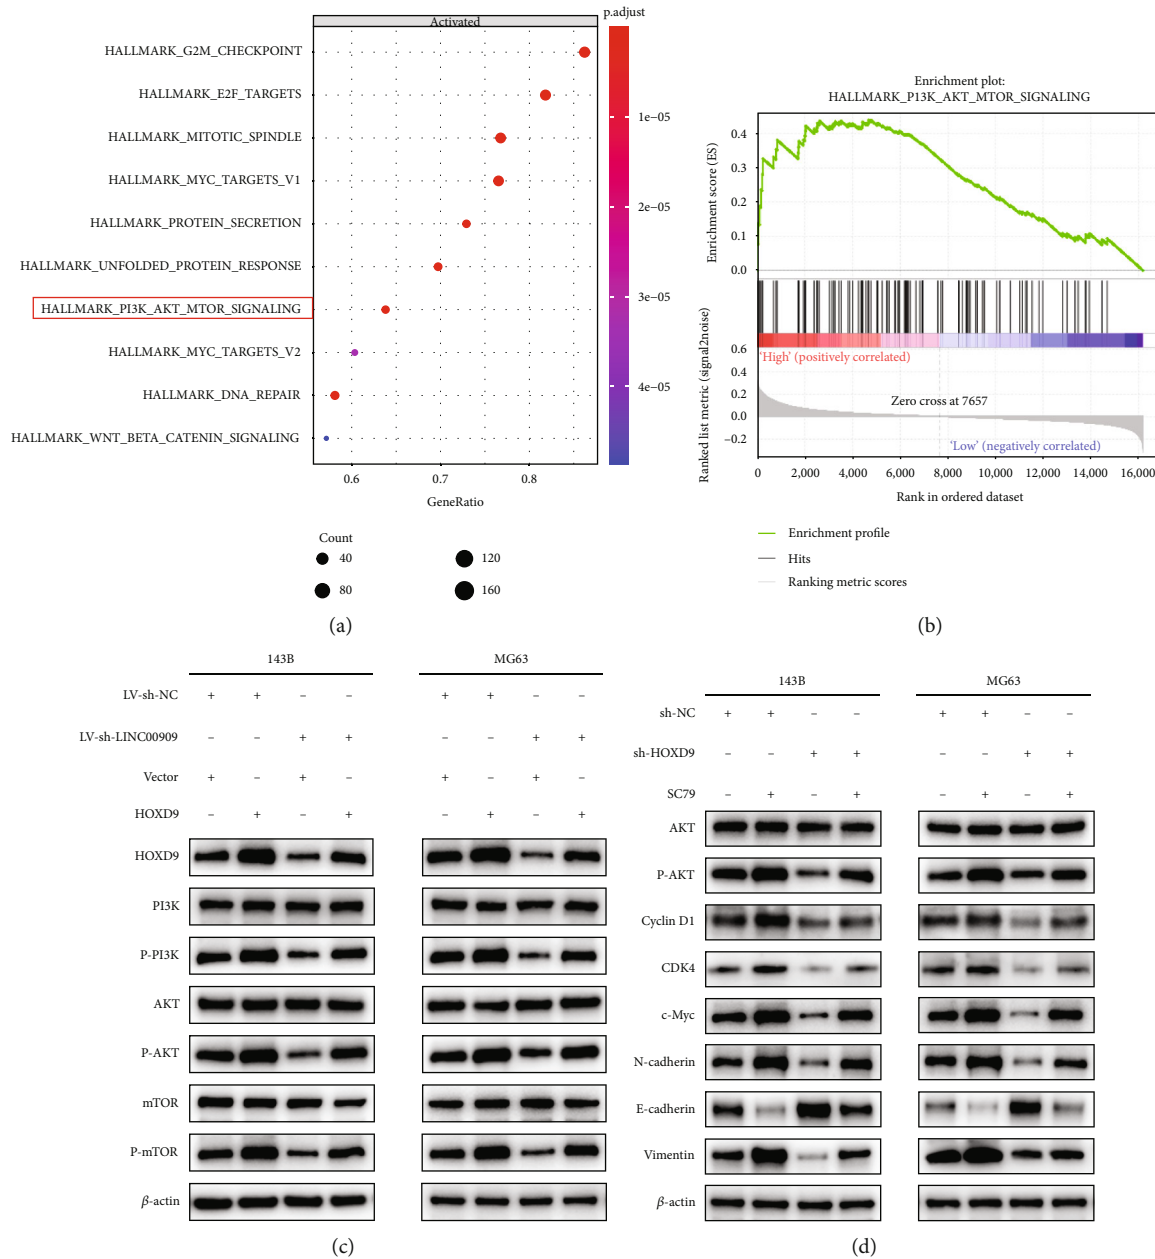 Activated
p.adjust
HALLMARK_G2M_CHECKPOINT
HALLMARK_E2F_TARGETS
HALLMARK_MITOTIC_SPINDLE
HALLMARK_MYC_TARGETS_V1
HALLMARK_PROTEIN_SECRETION
HALLMARK_UNFOLDED_PROTEIN_RESPONSE
HALLMARK_PI3K_AKT_MTOR_SIGNALING
HALLMARK_MYC_TARGETS_V2
HALLMARK_DNA_REPAIR
HALLMARK_WNT_BETA_CATENIN_SIGNALING
1e-05
2e-05
3e-05
4e-05
0.6 0.7 0.8
GeneRatio
Count
40 120
80 160
(a)
Enrichment plot:
HALLMARK_P13K_AKT_MTOR_SIGNALING
Enrichment score (ES)
0.4
0.3
0.2
0.1
0.0
Ranked list metric (signal2noise)
0.6
0.2
0.0
−0.2
'High' (positively correlated)
Zero cross at 7657
'Low' (negatively correlated)
0 2,000 4,000 6,000 8,000 10,000 12,000 14,000 16,000
Rank in ordered dataset
Enrichment profile
Hits
Ranking metric scores
(b)
143B MG63
LV-sh-NC + + – – + + – –
LV-sh-LINC00909 – – + + – – + +
Vector + – + – + – + –
HOXD9 – + – + – + – +
HOXD9
PI3K
P-PI3K
AKT
P-AKT
mTOR
P-mTOR
β-actin
(c)
143B MG63
sh-NC + + – – + + – –
sh-HOXD9 – – + + – – + +
SC79 – + – + – + – +
AKT
P-AKT
Cyclin D1
CDK4
c-Myc
N-cadherin
E-cadherin
Vimentin
β-actin
(d)